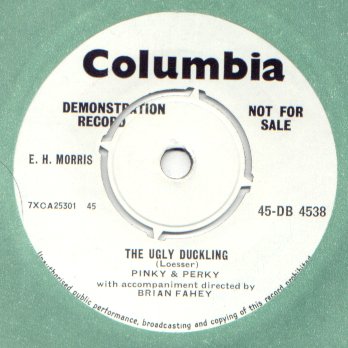 Columbia
DEMONSTRATION
RECORD
NOT FOR
SALE
E. H. MORRIS
7XCA25301 45
45-DB 4538
THE UGLY DUCKLING
(Loesser)
PINKY & PERKY
with accompaniment directed by
BRIAN FAHEY
Unauthorised public performance, broadcasting and copying of this record prohibited